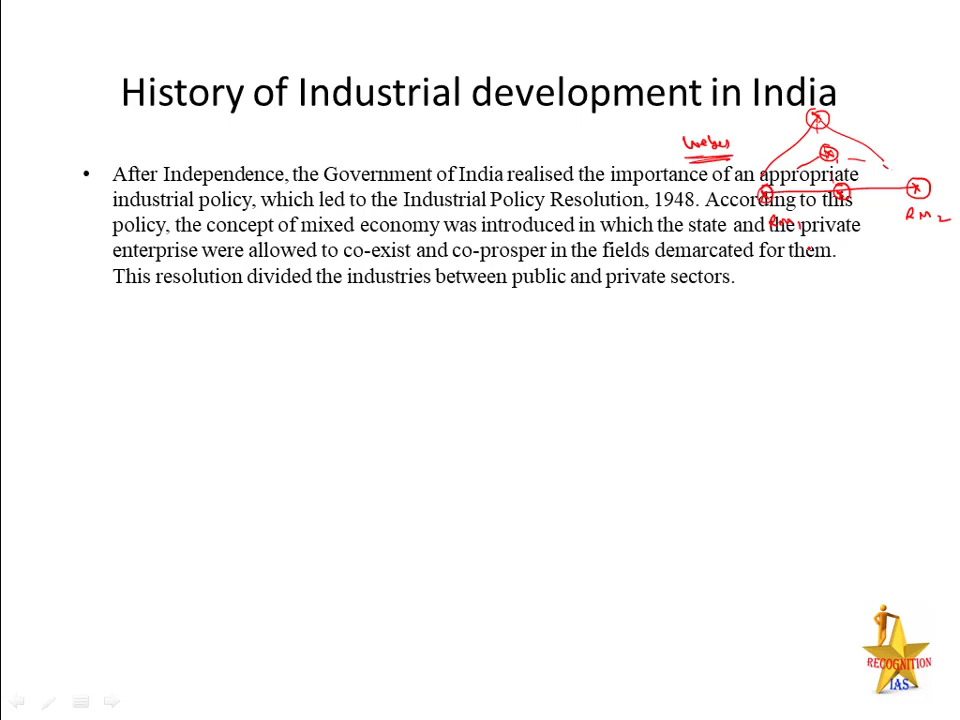 History of Industrial development in India
Weber
• After Independence, the Government of India realised the importance of an appropriate
industrial policy, which led to the Industrial Policy Resolution, 1948. According to this
policy, the concept of mixed economy was introduced in which the state and the private
enterprise were allowed to co-exist and co-prosper in the fields demarcated for them.
This resolution divided the industries between public and private sectors.
RM1
RM2
RECOGNITION
IAS